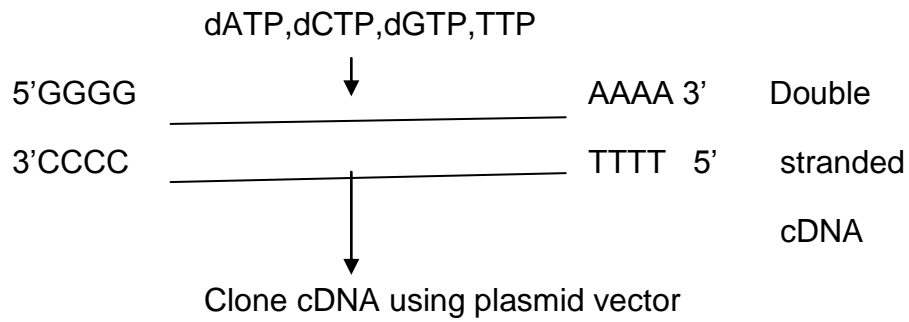 dATP,dCTP,dGTP,TTP
5’GGGG AAAA 3’ Double
3’CCCC TTTT 5’ stranded
cDNA
Clone cDNA using plasmid vector